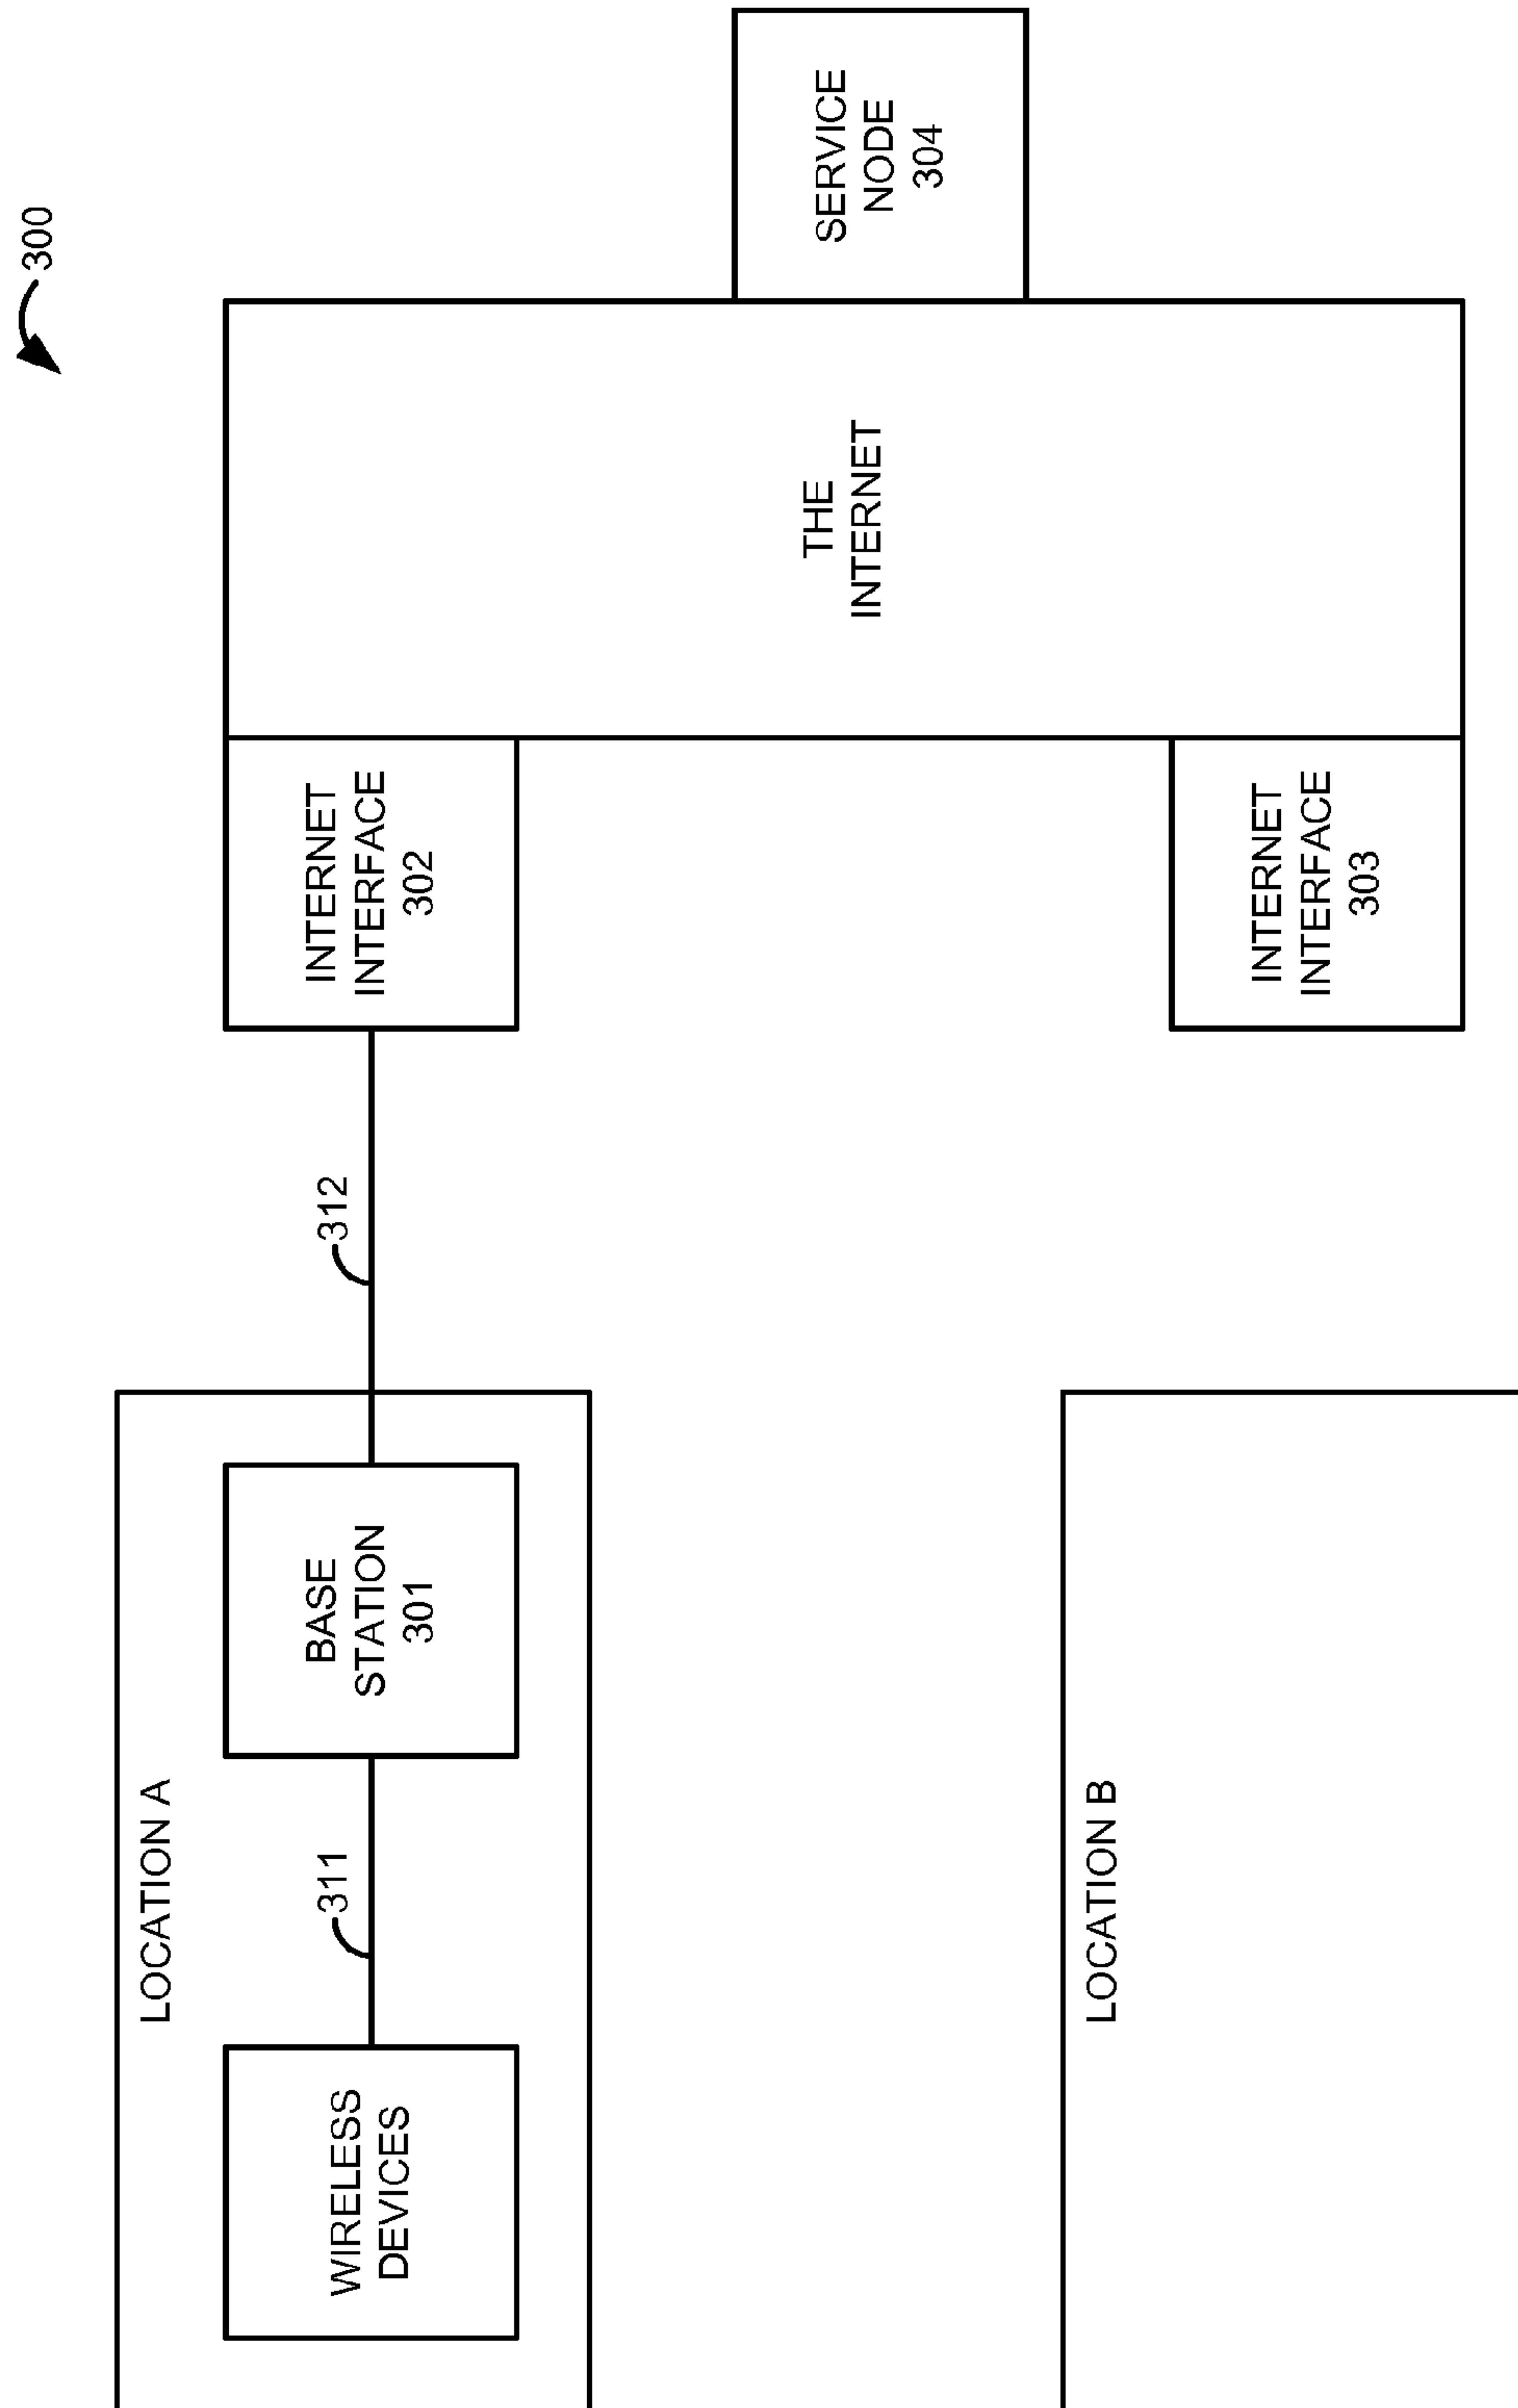 300
LOCATION A
WIRELESS
DEVICES
311
BASE
STATION
301
312
INTERNET
INTERFACE
302
THE
INTERNET
SERVICE
NODE
304
LOCATION B
INTERNET
INTERFACE
303